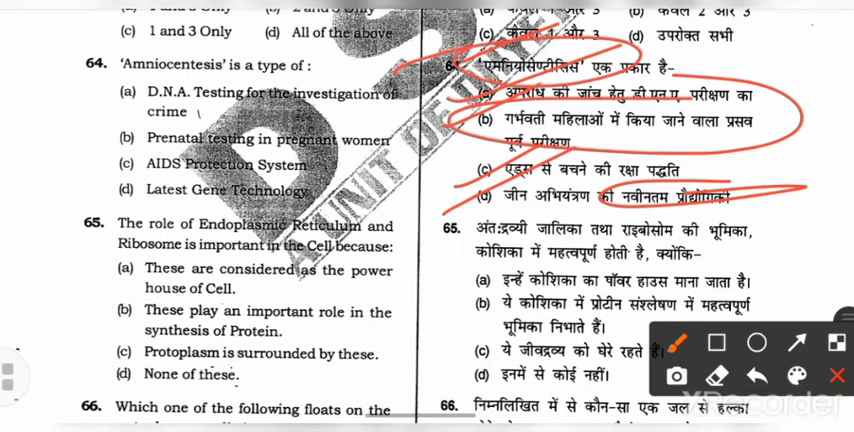 (c) 1 and 3 Only (d) All of the above
64. ‘Amniocentesis’ is a type of :
(a) D.N.A. Testing for the investigation of
crime
(b) Prenatal testing in pregnant women
(c) AIDS Protection System
(d) Latest Gene Technology
65. The role of Endoplasmic Reticulum and
Ribosome is important in the Cell because:
(a) These are considered as the power
house of Cell.
(b) These play an important role in the
synthesis of Protein.
(c) Protoplasm is surrounded by these.
(d) None of these.
66. Which one of the following floats on the
(b) केवल 2 और 3
(c) केवल 1 और 3 (d) उपरोक्त सभी
‘एमनियोसेण्टीसिस’ एक प्रकार है–
(a) अपराध की जांच हेतु डी.एन.ए. परीक्षण का
(b) गर्भवती महिलाओं में किया जाने वाला प्रसव
पूर्व परीक्षण
(c) एड्स से बचने की रक्षा पद्धति
(d) जीन अभियंत्रण की नवीनतम प्रौद्योगिकी
65. अंतःद्रव्यी जालिका तथा राइबोसोम की भूमिका,
कोशिका में महत्वपूर्ण होती है, क्योंकि–
(a) इन्हें कोशिका का पॉवर हाउस माना जाता है।
(b) ये कोशिका में प्रोटीन संश्लेषण में महत्वपूर्ण
भूमिका निभाते हैं।
(c) ये जीवद्रव्य को घेरे रहते हैं।
(d) इनमें से कोई नहीं।
66. निम्नलिखित में से कौन-सा एक जल से हल्का
XRecorder